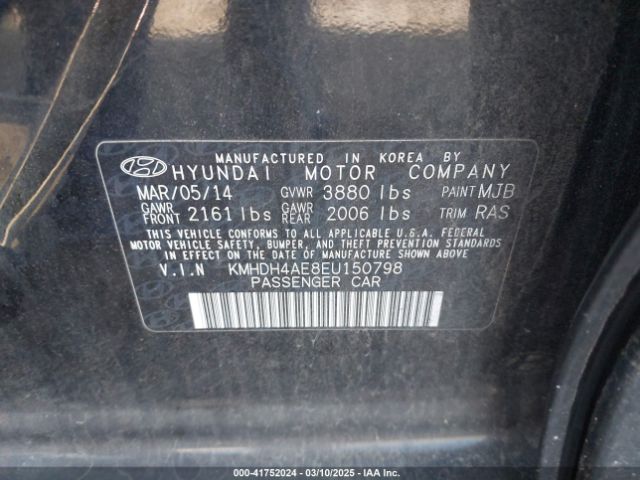 MANUFACTURED IN KOREA BY
HYUNDAI MOTOR COMPANY
MAR/05/14 GVWR 3880 lbs PAINT MJB
GAWR FRONT 2161 lbs GAWR REAR 2006 lbs TRIM RAS
THIS VEHICLE CONFORMS TO ALL APPLICABLE U.S.A. FEDERAL
MOTOR VEHICLE SAFETY, BUMPER, AND THEFT PREVENTION STANDARDS
IN EFFECT ON THE DATE OF MANUFACTURE SHOWN ABOVE.
V.I.N KMHDH4AE8EU150798
PASSENGER CAR
000-41752024 - 03/10/2025 - IAA Inc.